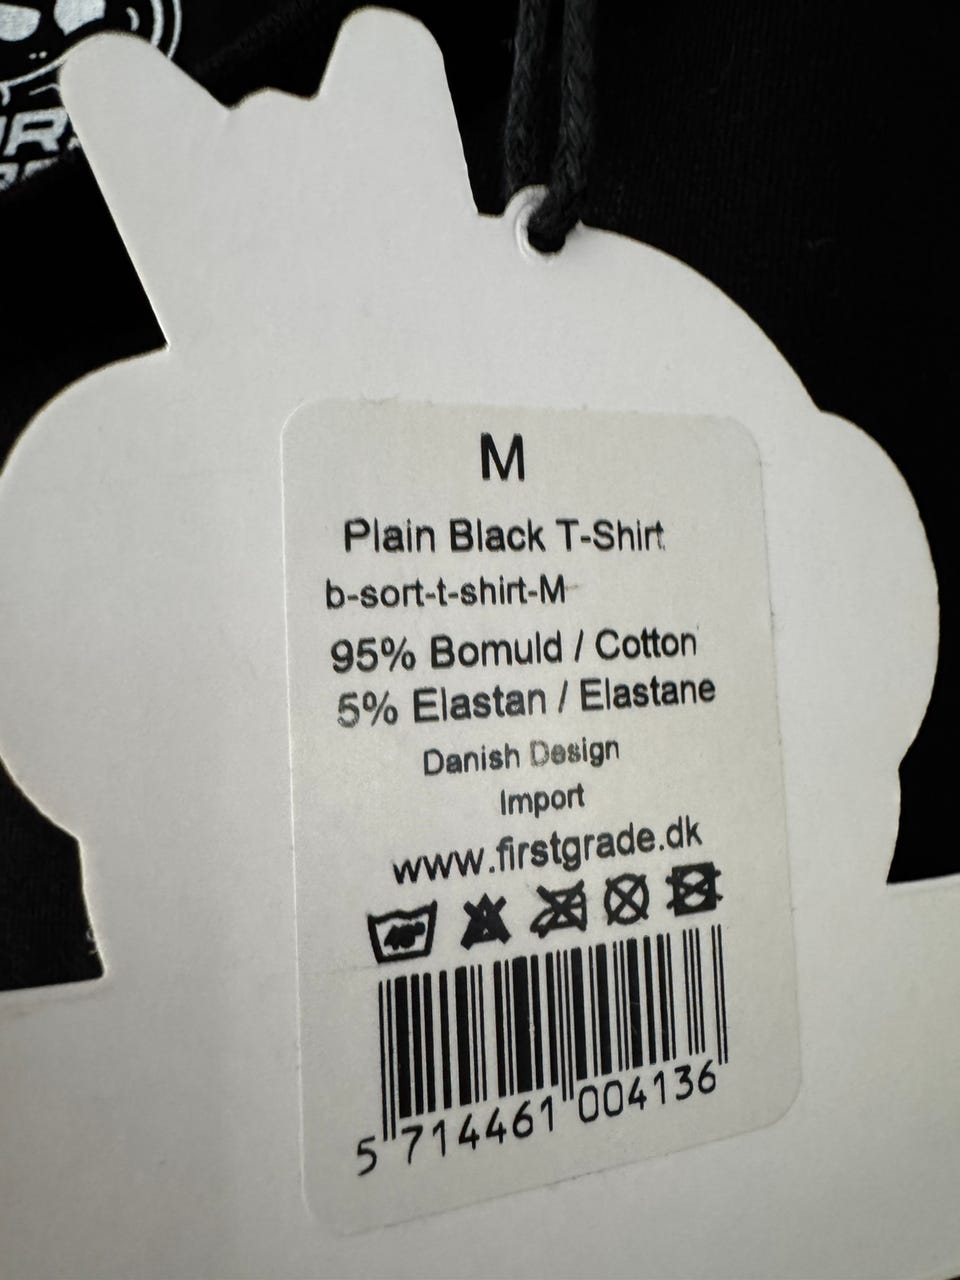 M
Plain Black T-Shirt
b-sort-t-shirt-M
95% Bomuld / Cotton
5% Elastan / Elastane
Danish Design
Import
www.firstgrade.dk
40°
5 714461 004136